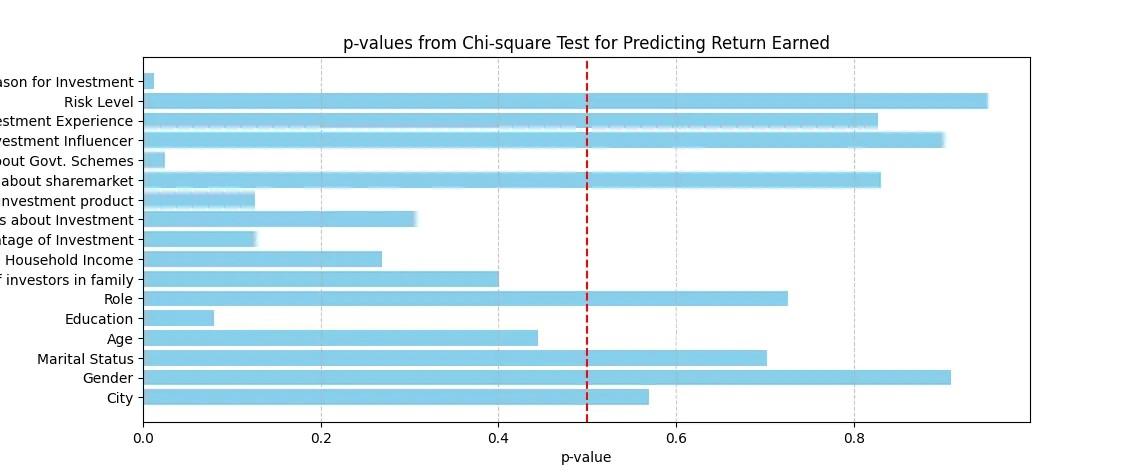 p-values from Chi-square Test for Predicting Return Earned
ason for Investment
Risk Level
estment Experience
vestment Influencer
out Govt. Schemes
about sharemarket
investment product
s about Investment
tage of Investment
Household Income
f investors in family
Role
Education
Age
Marital Status
Gender
City
0.0 0.2 0.4 0.6 0.8
p-value